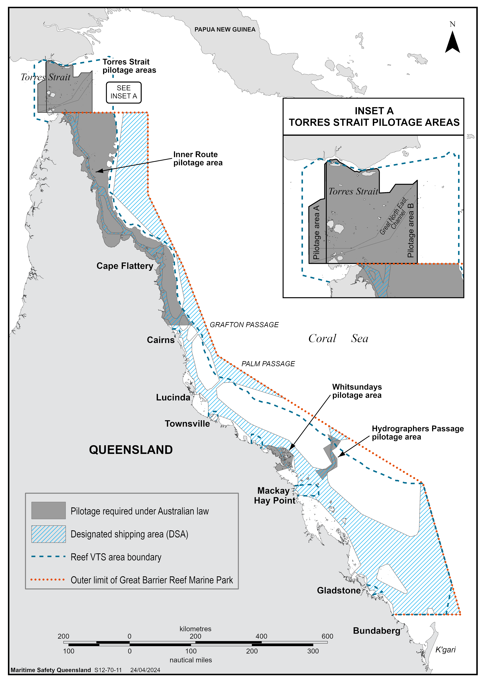 PAPUA NEW GUINEA
N
Torres Strait
pilotage areas
Torres Strait
SEE
INSET A
INSET A
TORRES STRAIT PILOTAGE AREAS
Torres Strait
Pilotage area A
Great North East
Channel
Pilotage area B
Inner Route
pilotage area
Cape Flattery
GRAFTON PASSAGE
Cairns
Coral Sea
PALM PASSAGE
Lucinda
Whitsundays
pilotage area
Townsville
Hydrographers Passage
pilotage area
QUEENSLAND
Mackay
Hay Point
Pilotage required under Australian law
Designated shipping area (DSA)
Reef VTS area boundary
Outer limit of Great Barrier Reef Marine Park
Gladstone
Bundaberg
K'gari
kilometres
200 0 200 400 600
100 0 100 200 300
nautical miles
Maritime Safety Queensland S12-70-11 24/04/2024